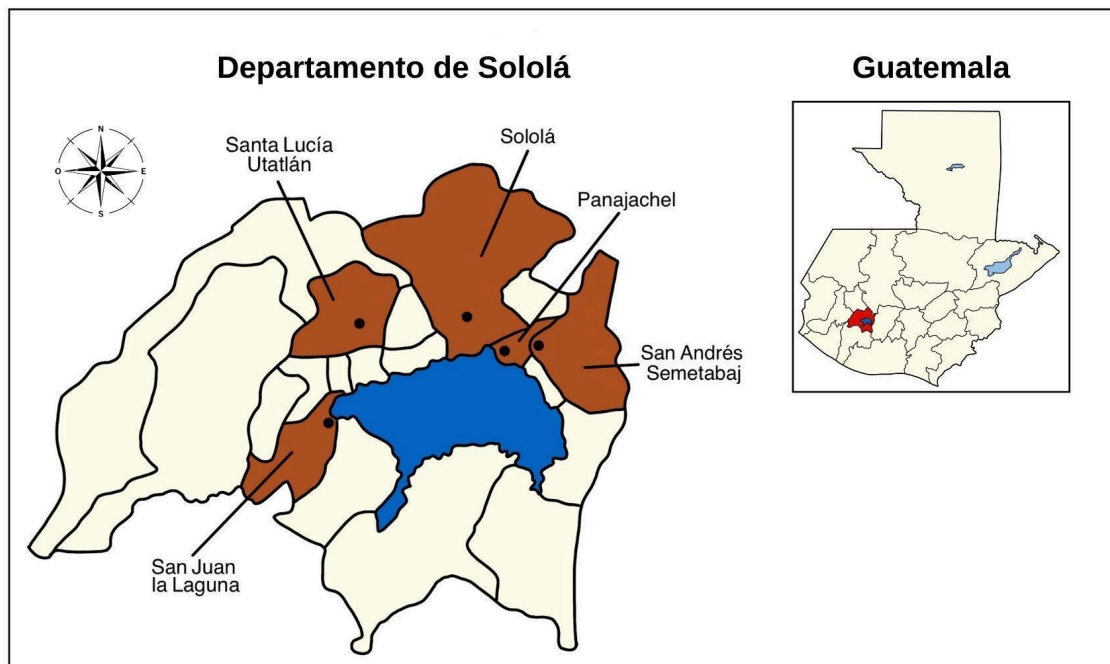 Departamento de Sololá
Guatemala
N
O
E
S
Santa Lucía
Utatlán
Sololá
Panajachel
San Andrés
Semetabaj
San Juan
la Laguna